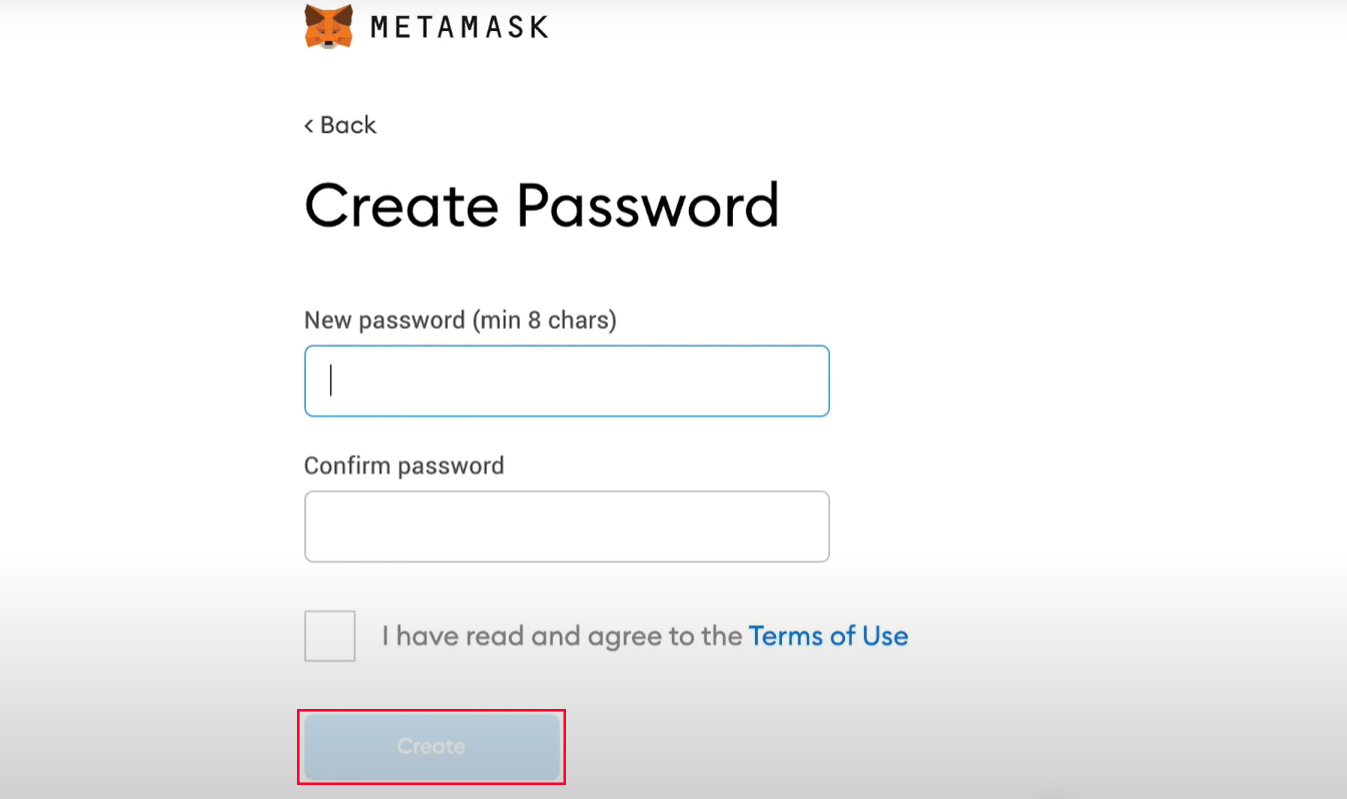 METAMASK
< Back
Create Password
New password (min 8 chars)
Confirm password
I have read and agree to the Terms of Use
Create